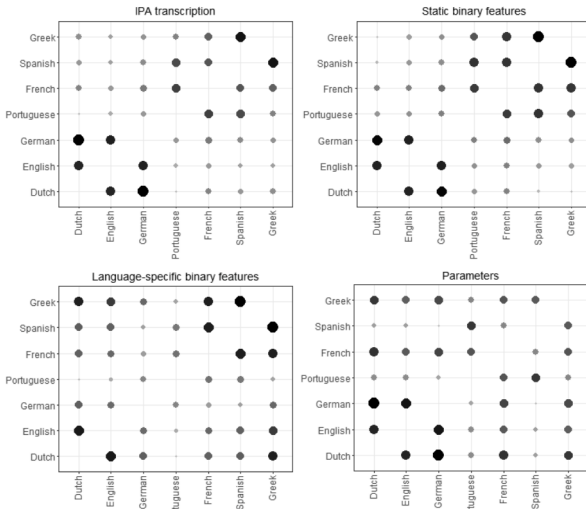 IPA transcription
Greek
Spanish
French
Portuguese
German
English
Dutch
Dutch
English
German
Portuguese
French
Spanish
Greek
Static binary features
Greek
Spanish
French
Portuguese
German
English
Dutch
Dutch
English
German
Portuguese
French
Spanish
Greek
Language-specific binary features
Greek
Spanish
French
Portuguese
German
English
Dutch
Dutch
English
German
tuguese
French
Spanish
Greek
Parameters
Greek
Spanish
French
Portuguese
German
English
Dutch
Dutch
English
German
tuguese
French
Spanish
Greek